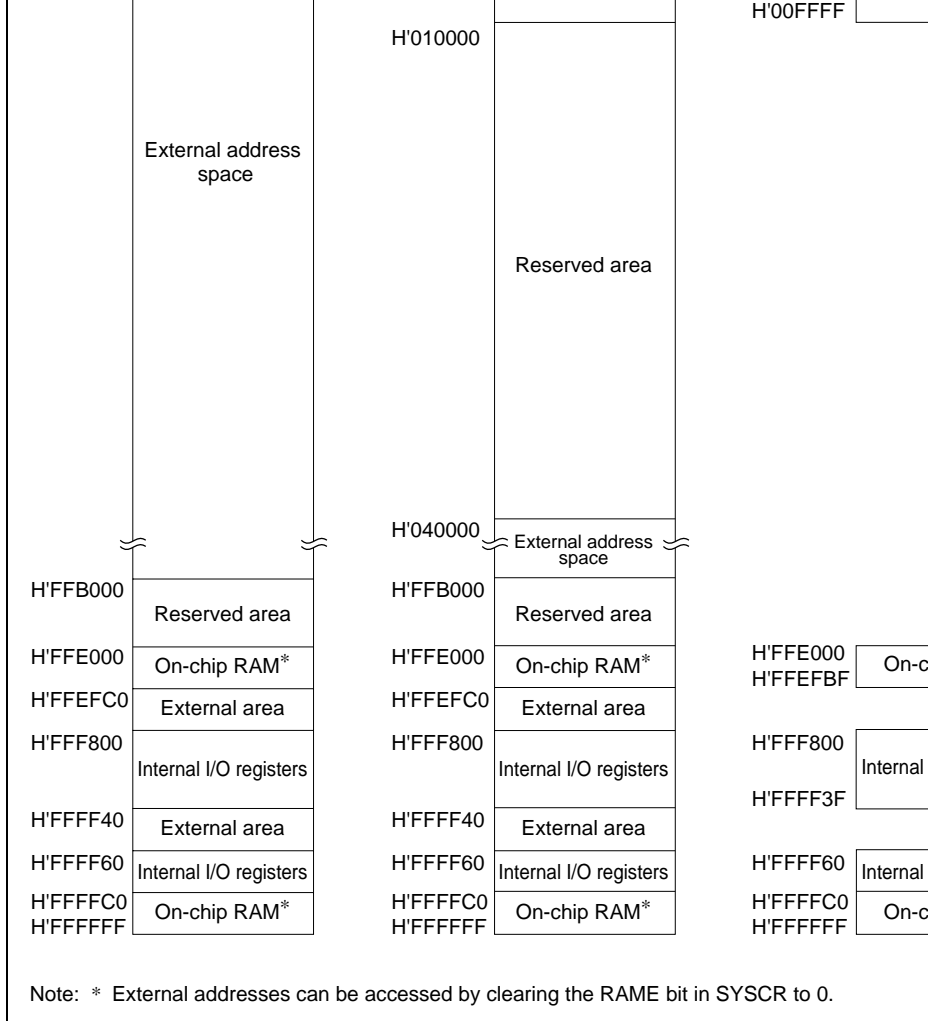 H'00FFFF
H'010000
External address
space
Reserved area
H'040000
External address
space
H'FFB000
Reserved area
H'FFB000
Reserved area
H'FFE000
On-chip RAM*
H'FFE000
On-chip RAM*
H'FFE000
On-c
H'FFEFBF
H'FFEFC0
External area
H'FFEFC0
External area
H'FFF800
Internal I/O registers
H'FFF800
Internal I/O registers
H'FFF800
Internal
H'FFFF3F
H'FFFF40
External area
H'FFFF40
External area
H'FFFF60
Internal I/O registers
H'FFFF60
Internal I/O registers
H'FFFF60
Internal
H'FFFFC0
On-chip RAM*
H'FFFFFF
H'FFFFC0
On-chip RAM*
H'FFFFFF
H'FFFFC0
On-c
H'FFFFFF
Note: * External addresses can be accessed by clearing the RAME bit in SYSCR to 0.